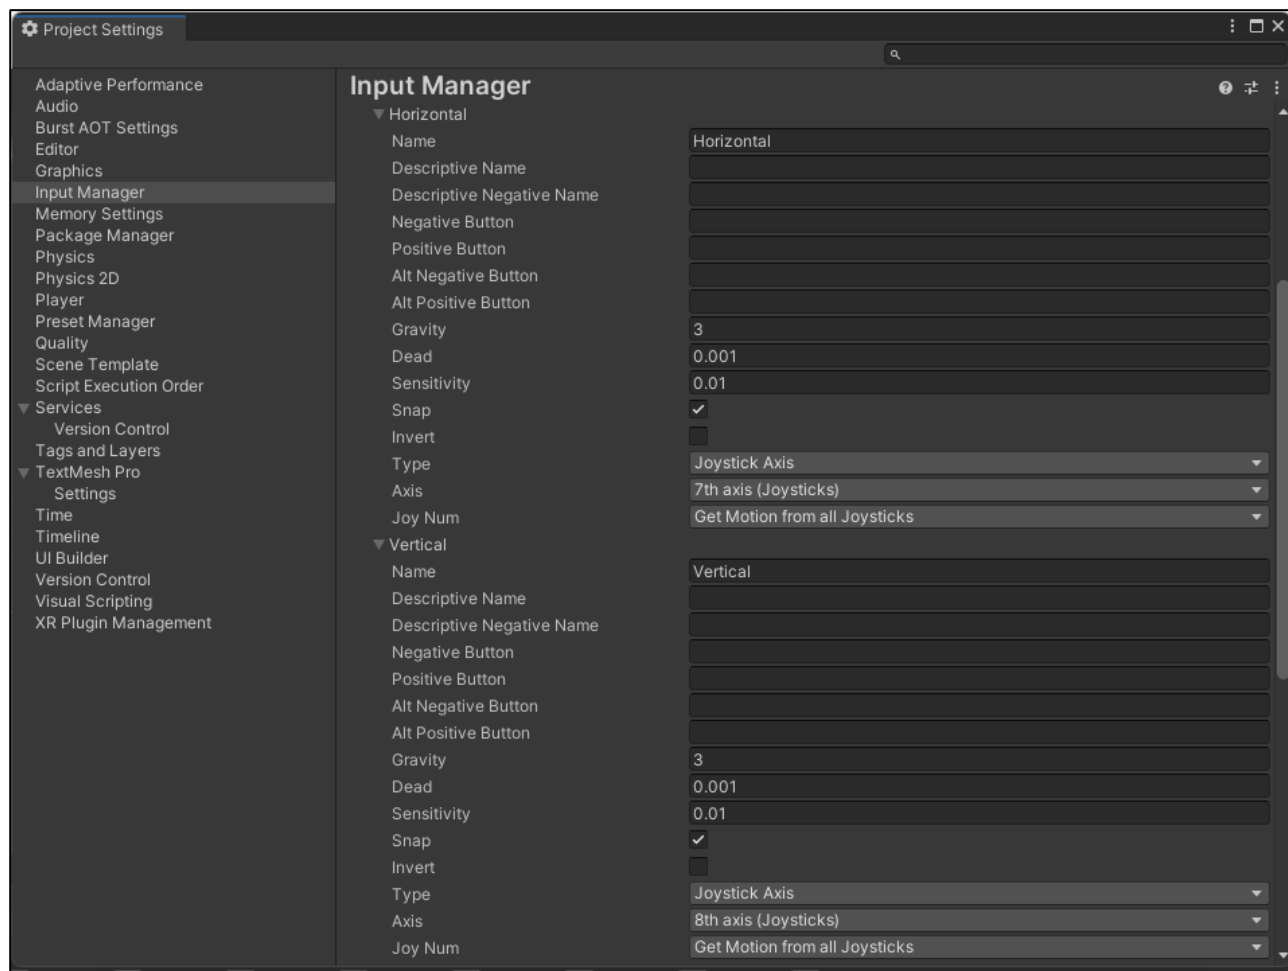 Project Settings
Adaptive Performance
Audio
Burst AOT Settings
Editor
Graphics
Input Manager
Memory Settings
Package Manager
Physics
Physics 2D
Player
Preset Manager
Quality
Scene Template
Script Execution Order
Services
Version Control
Tags and Layers
TextMesh Pro
Settings
Time
Timeline
UI Builder
Version Control
Visual Scripting
XR Plugin Management
Input Manager
Horizontal
Name Horizontal
Descriptive Name
Descriptive Negative Name
Negative Button
Positive Button
Alt Negative Button
Alt Positive Button
Gravity 3
Dead 0.001
Sensitivity 0.01
Snap
Invert
Type Joystick Axis
Axis 7th axis (Joysticks)
Joy Num Get Motion from all Joysticks
Vertical
Name Vertical
Descriptive Name
Descriptive Negative Name
Negative Button
Positive Button
Alt Negative Button
Alt Positive Button
Gravity 3
Dead 0.001
Sensitivity 0.01
Snap
Invert
Type Joystick Axis
Axis 8th axis (Joysticks)
Joy Num Get Motion from all Joysticks